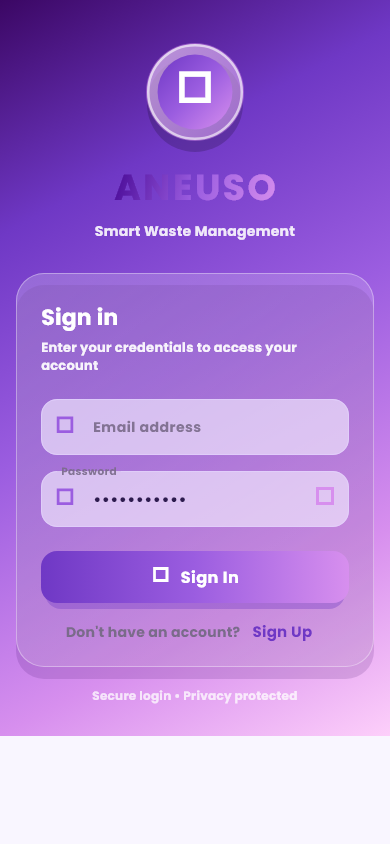 ANEUSO
Smart Waste Management
Sign in
Enter your credentials to access your
account
Email address
Password
•••••••••••
Sign In
Don't have an account? Sign Up
Secure login • Privacy protected